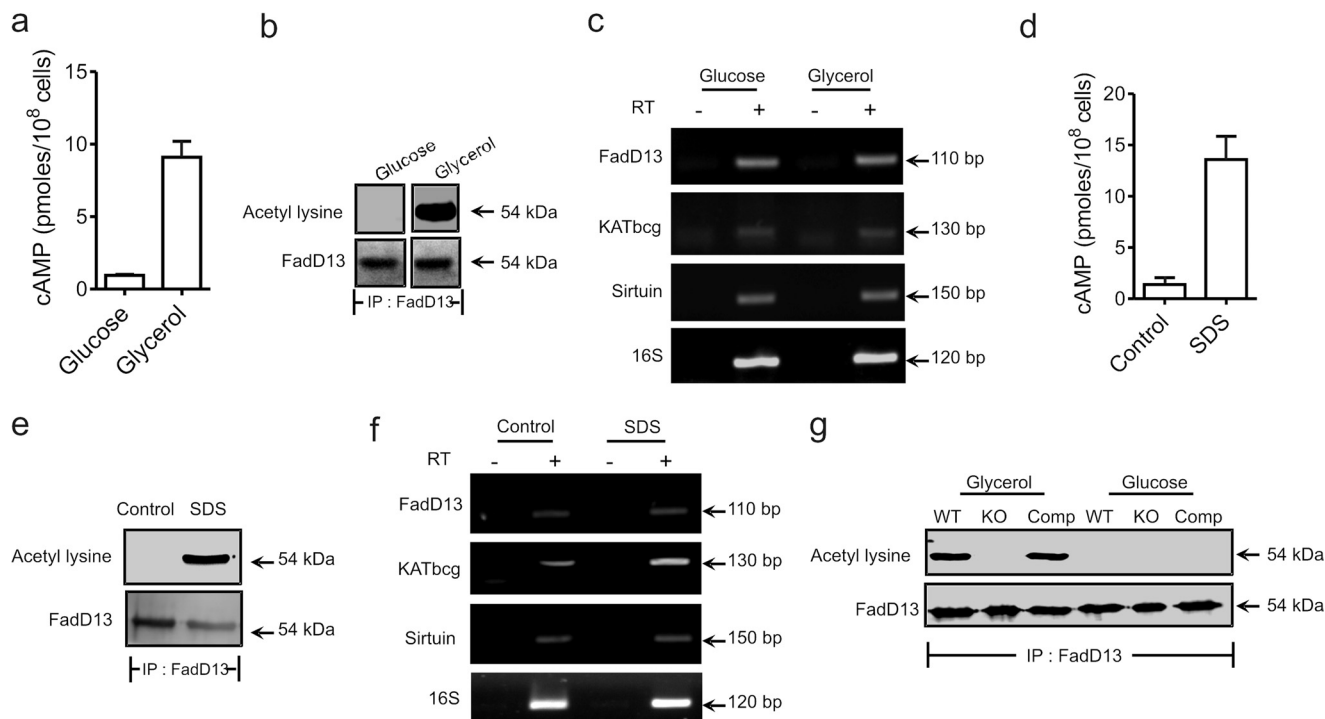 a
cAMP (pmoles/10⁸ cells)
15
10
5
0
Glucose
Glycerol
b
Glucose
Glycerol
Acetyl lysine
54 kDa
FadD13
54 kDa
IP : FadD13
c
Glucose Glycerol
RT - + - +
FadD13
110 bp
KATbcg
130 bp
Sirtuin
150 bp
16S
120 bp
d
cAMP (pmoles/10⁸ cells)
20
15
10
5
0
Control
SDS
e
Control SDS
Acetyl lysine
54 kDa
FadD13
54 kDa
IP : FadD13
f
Control SDS
RT - + - +
FadD13
110 bp
KATbcg
130 bp
Sirtuin
150 bp
16S
120 bp
g
Glycerol Glucose
WT KO Comp WT KO Comp
Acetyl lysine
54 kDa
FadD13
54 kDa
IP : FadD13